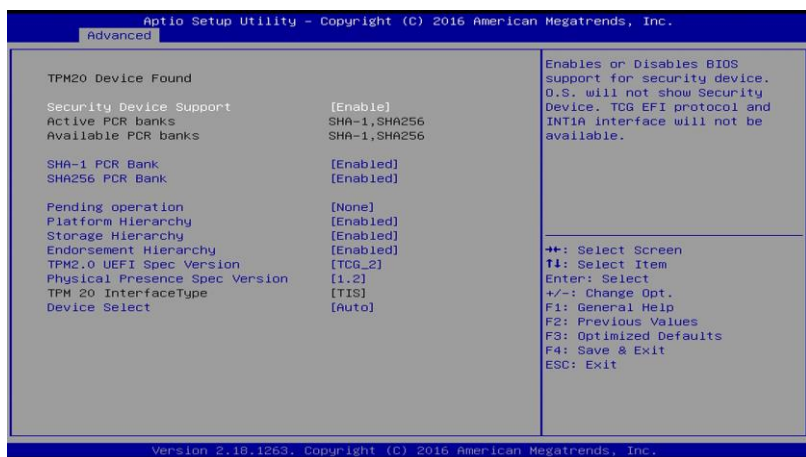 Aptio Setup Utility – Copyright (C) 2016 American Megatrends, Inc.
Advanced
TPM20 Device Found
Security Device Support [Enable]
Active PCR banks SHA-1,SHA256
Available PCR banks SHA-1,SHA256
SHA-1 PCR Bank [Enabled]
SHA256 PCR Bank [Enabled]
Pending operation [None]
Platform Hierarchy [Enabled]
Storage Hierarchy [Enabled]
Endorsement Hierarchy [Enabled]
TPM2.0 UEFI Spec Version [TCG_2]
Physical Presence Spec Version [1.2]
TPM 20 InterfaceType [TIS]
Device Select [Auto]
Enables or Disables BIOS
support for security device.
O.S. will not show Security
Device. TCG EFI protocol and
INT1A interface will not be
available.
→←: Select Screen
↑↓: Select Item
Enter: Select
+/-: Change Opt.
F1: General Help
F2: Previous Values
F3: Optimized Defaults
F4: Save & Exit
ESC: Exit
Version 2.18.1263. Copyright (C) 2016 American Megatrends, Inc.